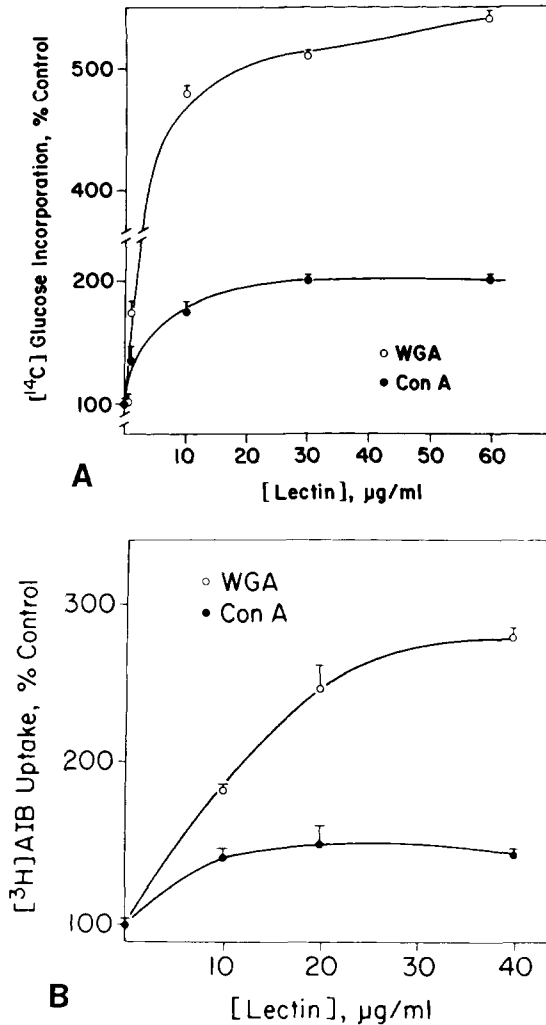 [14C] Glucose Incorporation, % Control
500
400
200
100
WGA
Con A
10
20
30
40
50
60
A
[Lectin], µg/ml
[3H]AIB Uptake, % Control
WGA
Con A
300
200
100
10
20
30
40
B
[Lectin], µg/ml